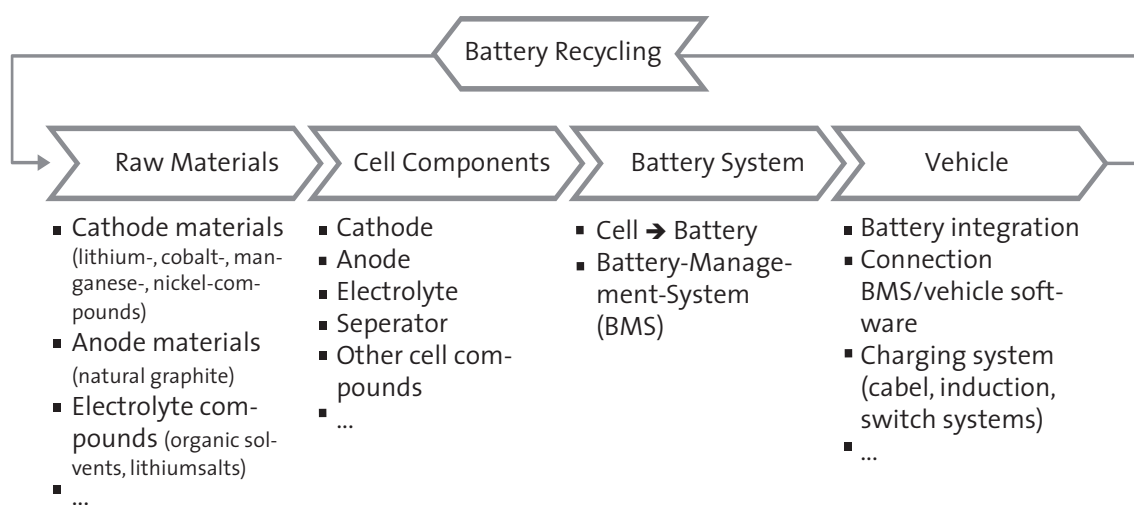 Battery Recycling
Raw Materials
Cell Components
Battery System
Vehicle
▪ Cathode materials
(lithium-, cobalt-, man-
ganese-, nickel-com-
pounds)
▪ Anode materials
(natural graphite)
▪ Electrolyte com-
pounds (organic sol-
vents, lithiumsalts)
▪ ...
▪ Cathode
▪ Anode
▪ Electrolyte
▪ Seperator
▪ Other cell com-
pounds
▪ ...
▪ Cell ➔ Battery
▪ Battery-Manage-
ment-System
(BMS)
▪ Battery integration
▪ Connection
BMS/vehicle soft-
ware
▪ Charging system
(cabel, induction,
switch systems)
▪ ...